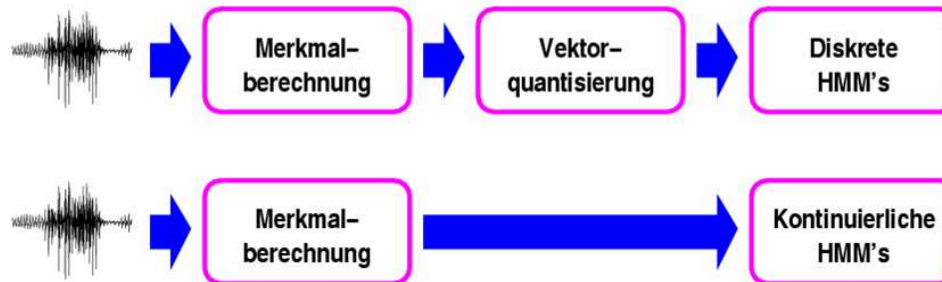 Merkmal–
berechnung
Vektor–
quantisierung
Diskrete
HMM's
Merkmal–
berechnung
Kontinuierliche
HMM's